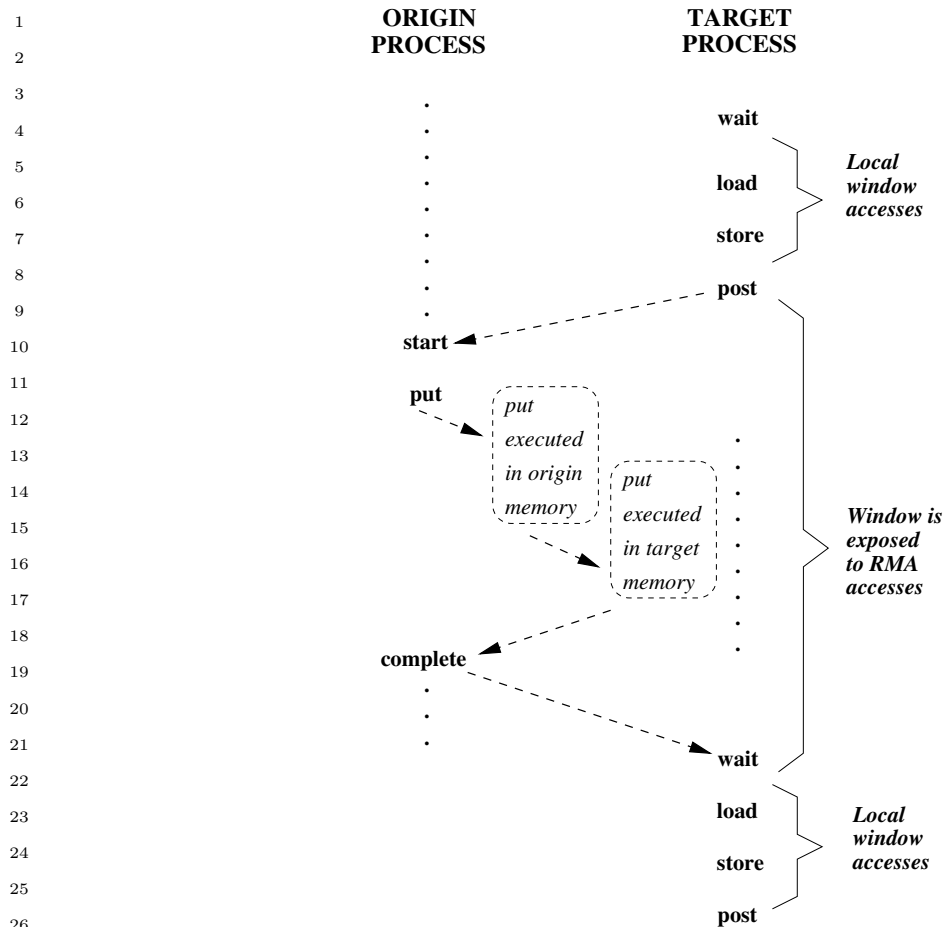 1
ORIGIN PROCESS
TARGET PROCESS
2
3
wait
4
5
Local window accesses
load
6
7
store
8
post
9
10
start
11
put
12
put
executed
in origin
memory
13
put
executed
in target
memory
14
15
Window is exposed to RMA accesses
16
17
18
complete
19
20
21
wait
22
23
load
Local window accesses
24
store
25
post
26